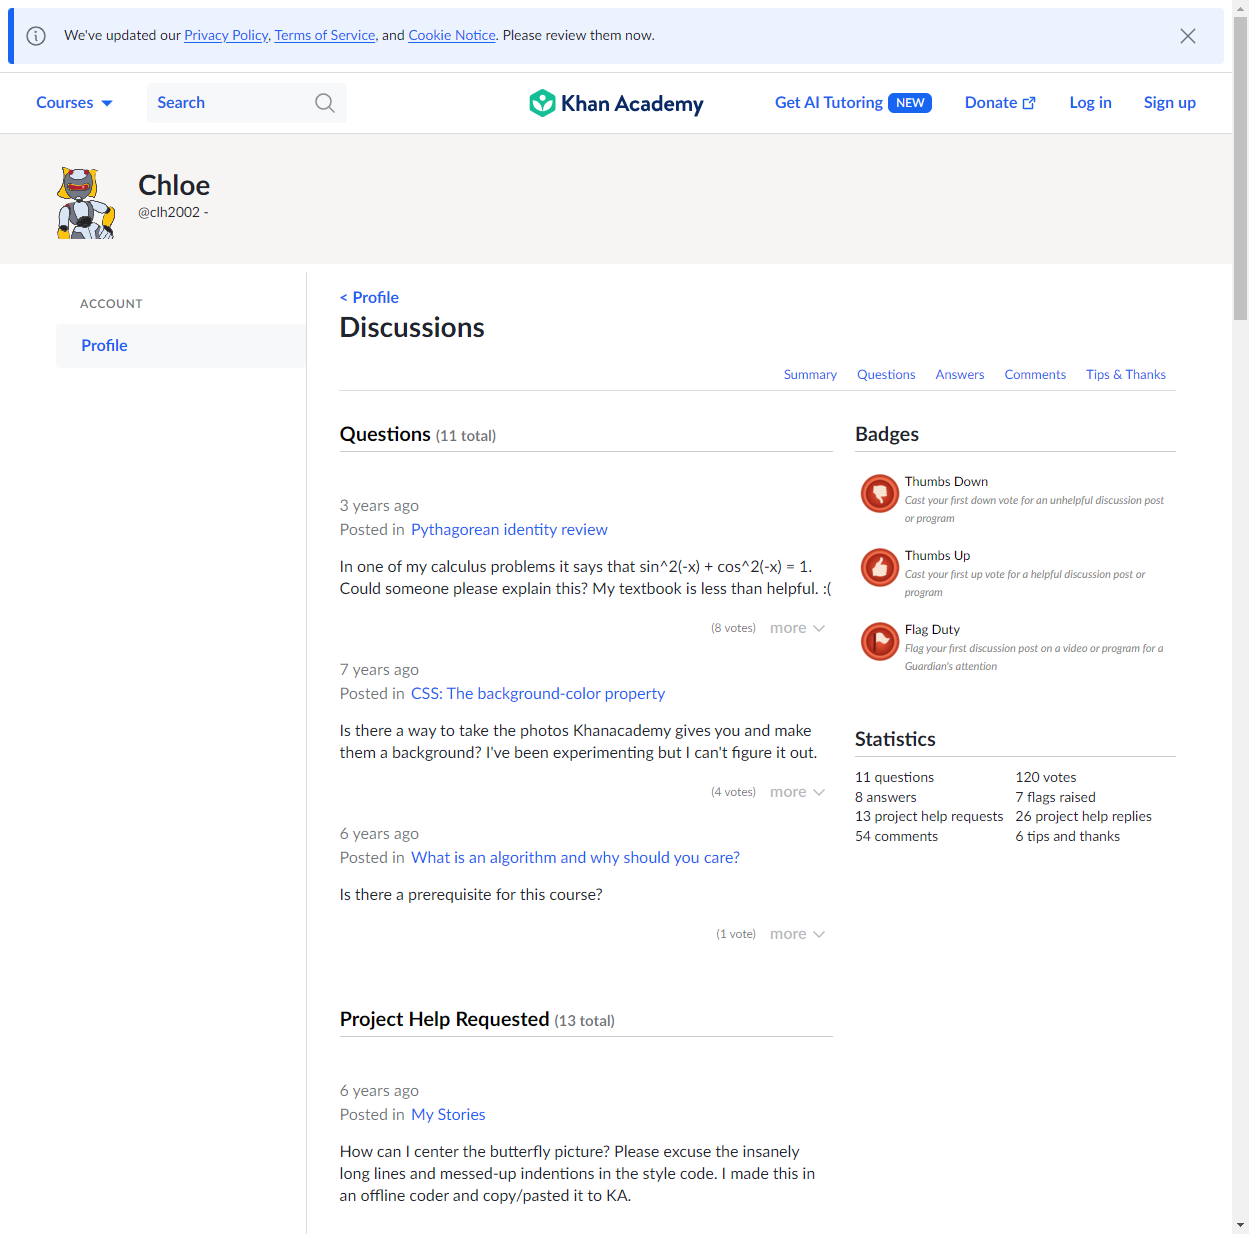 We've updated our Privacy Policy, Terms of Service, and Cookie Notice. Please review them now.
Courses
Search
Khan Academy
Get AI Tutoring NEW
Donate
Log in
Sign up
Chloe
@clh2002 -
ACCOUNT
Profile
< Profile
Discussions
Summary
Questions
Answers
Comments
Tips & Thanks
Questions (11 total)
3 years ago
Posted in Pythagorean identity review
In one of my calculus problems it says that sin^2(-x) + cos^2(-x) = 1.
Could someone please explain this? My textbook is less than helpful. :(
(8 votes) more
7 years ago
Posted in CSS: The background-color property
Is there a way to take the photos Khanacademy gives you and make
them a background? I've been experimenting but I can't figure it out.
(4 votes) more
6 years ago
Posted in What is an algorithm and why should you care?
Is there a prerequisite for this course?
(1 vote) more
Project Help Requested (13 total)
6 years ago
Posted in My Stories
How can I center the butterfly picture? Please excuse the insanely
long lines and messed-up indentions in the style code. I made this in
an offline coder and copy/pasted it to KA.
Badges
Thumbs Down
Cast your first down vote for an unhelpful discussion post
or program
Thumbs Up
Cast your first up vote for a helpful discussion post or
program
Flag Duty
Flag your first discussion post on a video or program for a
Guardian's attention
Statistics
11 questions
120 votes
8 answers
7 flags raised
13 project help requests
26 project help replies
54 comments
6 tips and thanks